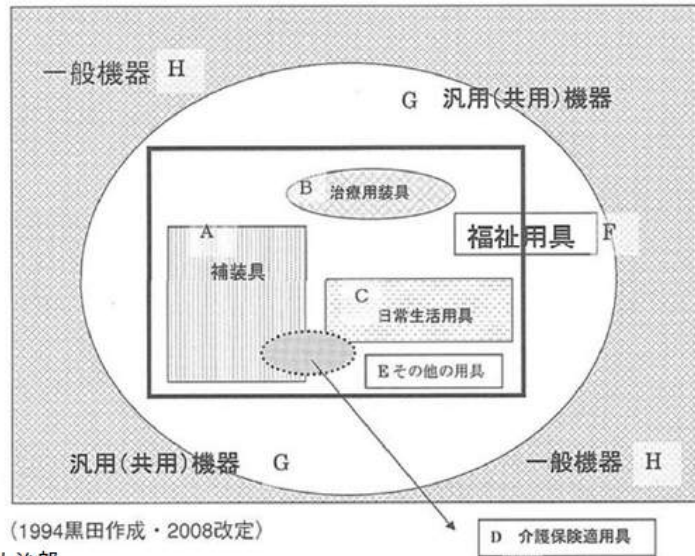 一般機器 H
G 汎用(共用)機器
B 治療用装具
A
補装具
福祉用具 F
C
日常生活用具
E その他の用具
汎用(共用)機器 G
一般機器 H
(1994黒田作成・2008改定)
D 介護保険適用具